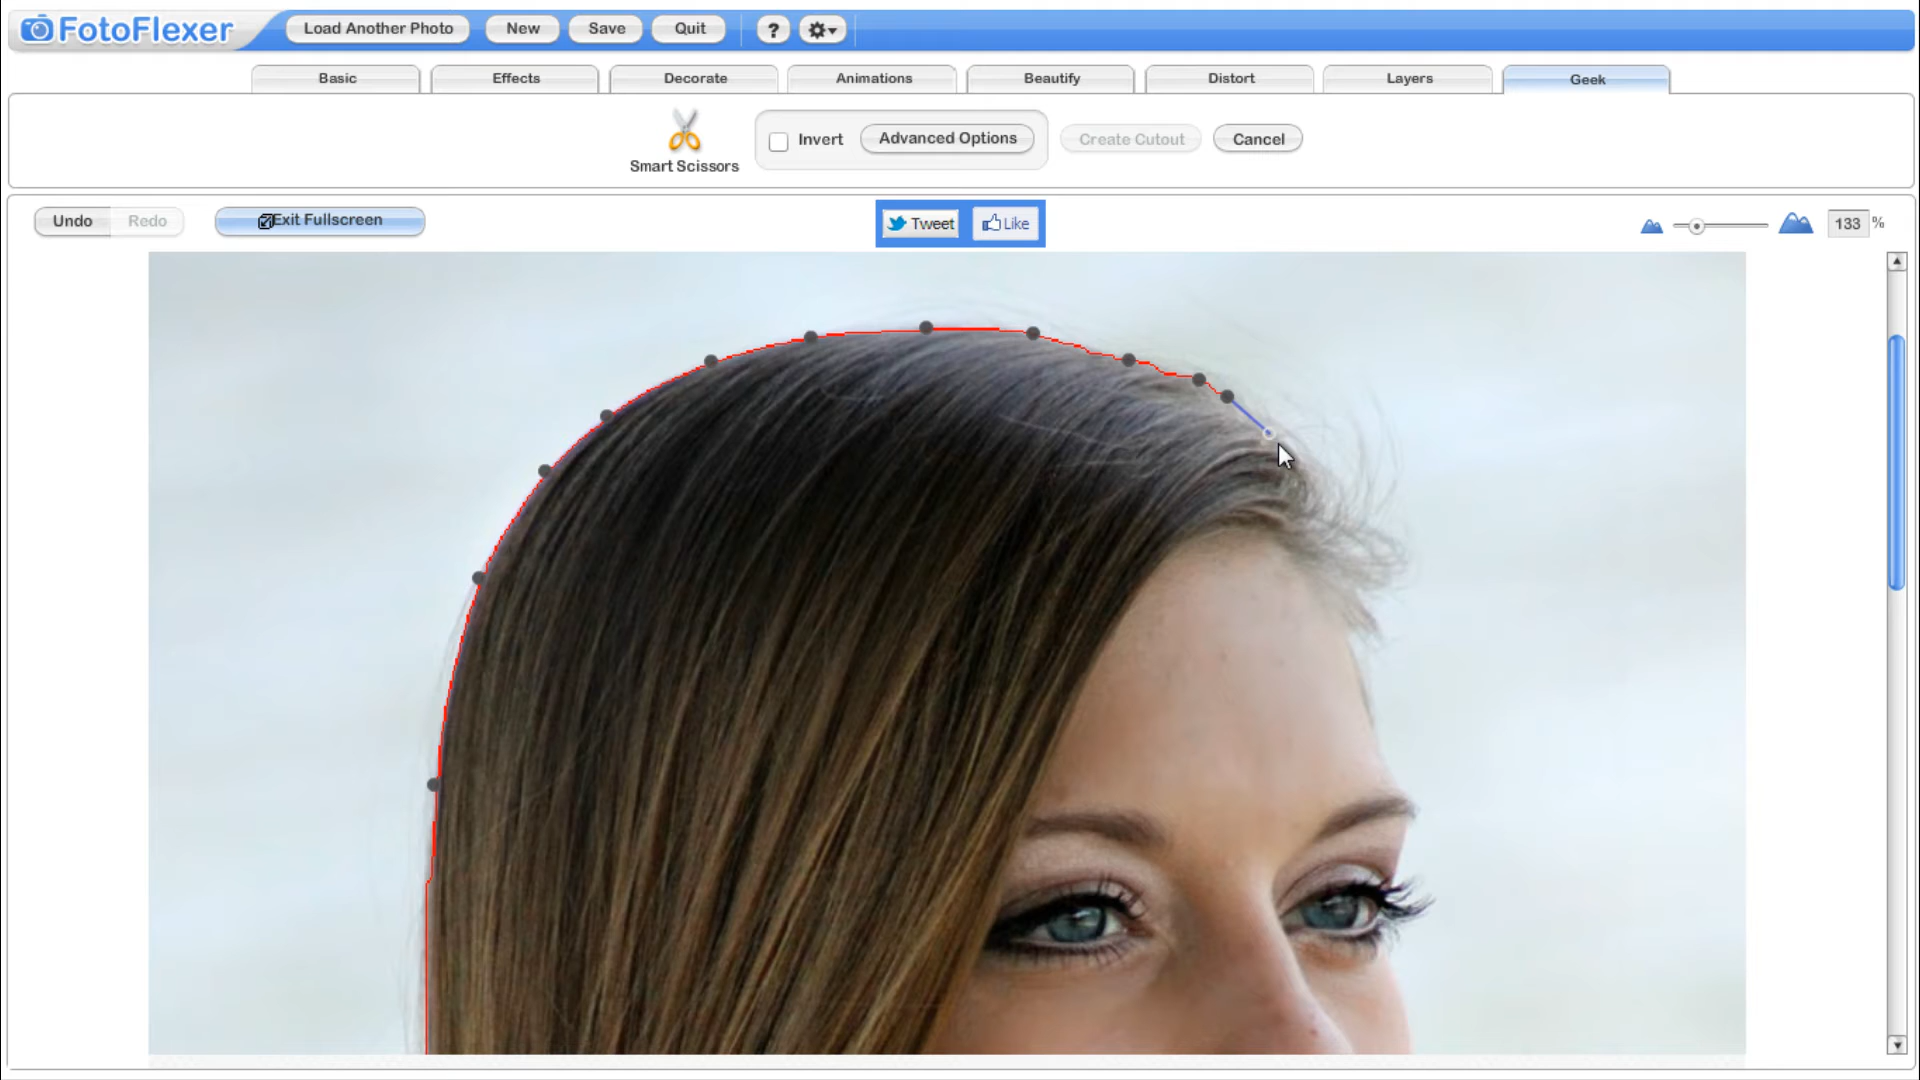 FotoFlexer
Load Another Photo New Save Quit ?
Basic Effects Decorate Animations Beautify Distort Layers Geek
Smart Scissors
Invert Advanced Options Create Cutout Cancel
Undo Redo Exit Fullscreen Tweet Like 133 %